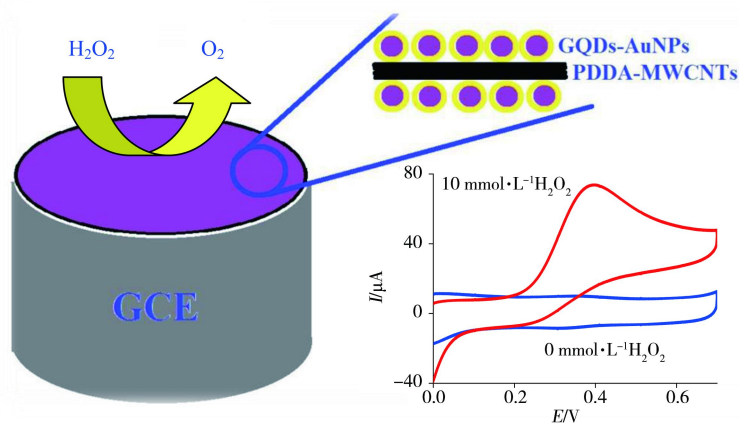 H₂O₂
O₂
GQDs-AuNPs
PDDA-MWCNTs
GCE
80
40
0
−40
I/μA
10 mmol·L⁻¹H₂O₂
0 mmol·L⁻¹H₂O₂
0.0
0.2
0.4
0.6
E/V